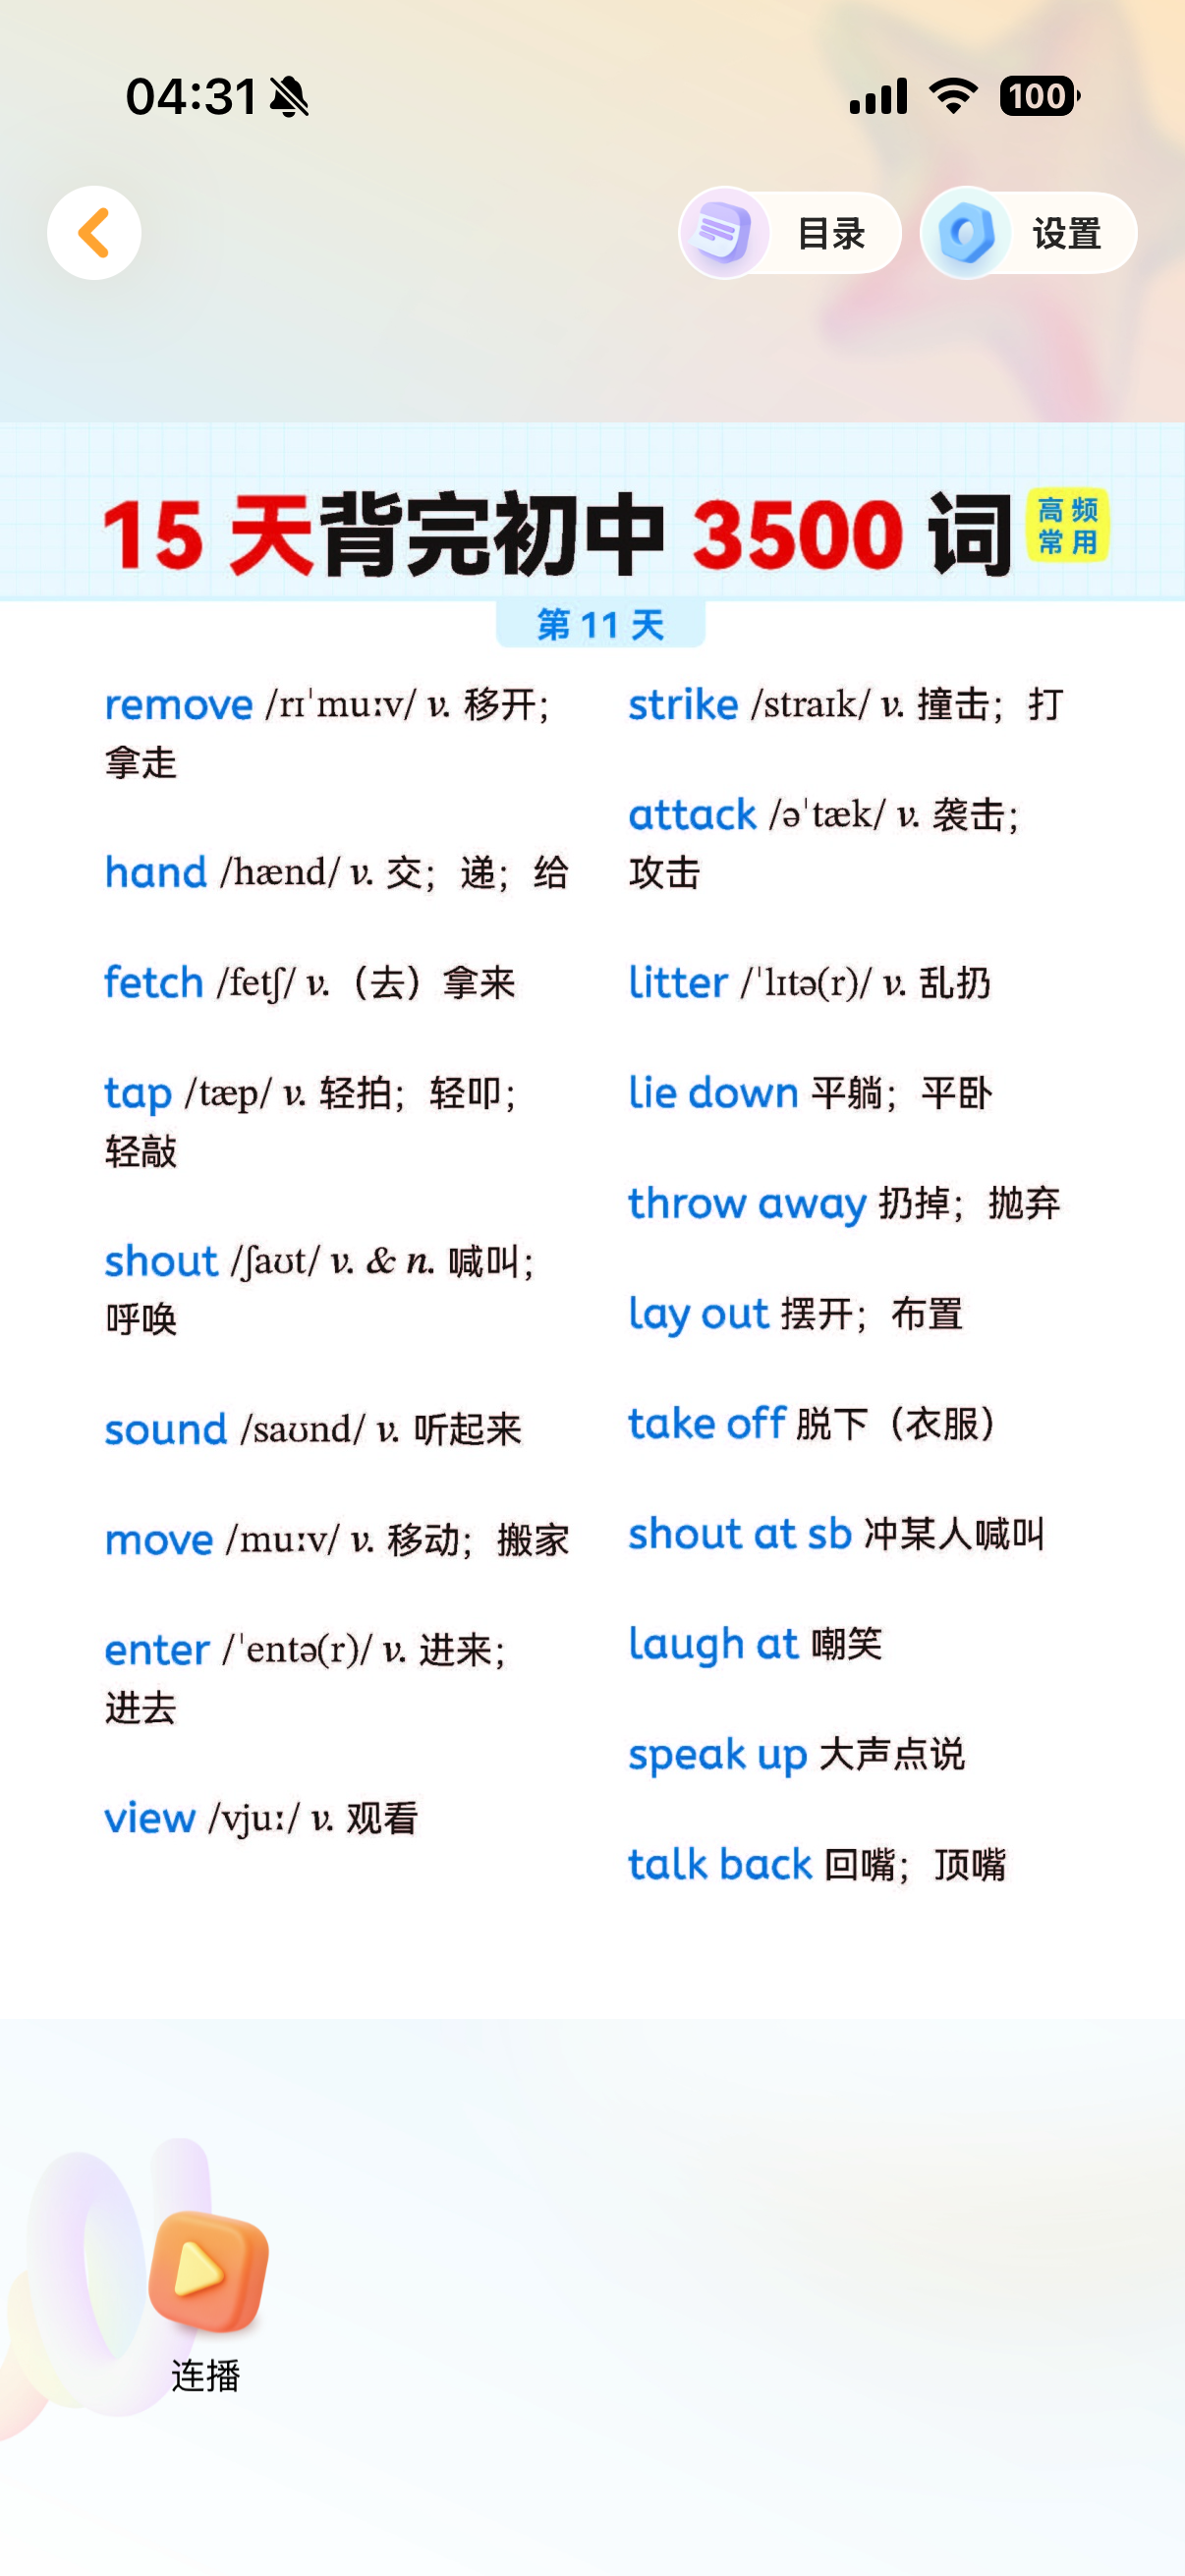 04:31
100
目录
设置
15 天背完初中 3500 词
高频
常用
第 11 天
remove /rɪˈmuːv/ v. 移开；
拿走
hand /hænd/ v. 交；递；给
fetch /fetʃ/ v.（去）拿来
tap /tæp/ v. 轻拍；轻叩；
轻敲
shout /ʃaʊt/ v. & n. 喊叫；
呼唤
sound /saʊnd/ v. 听起来
move /muːv/ v. 移动；搬家
enter /ˈentə(r)/ v. 进来；
进去
view /vjuː/ v. 观看
strike /straɪk/ v. 撞击；打
attack /əˈtæk/ v. 袭击；
攻击
litter /ˈlɪtə(r)/ v. 乱扔
lie down 平躺；平卧
throw away 扔掉；抛弃
lay out 摆开；布置
take off 脱下（衣服）
shout at sb 冲某人喊叫
laugh at 嘲笑
speak up 大声点说
talk back 回嘴；顶嘴
连播